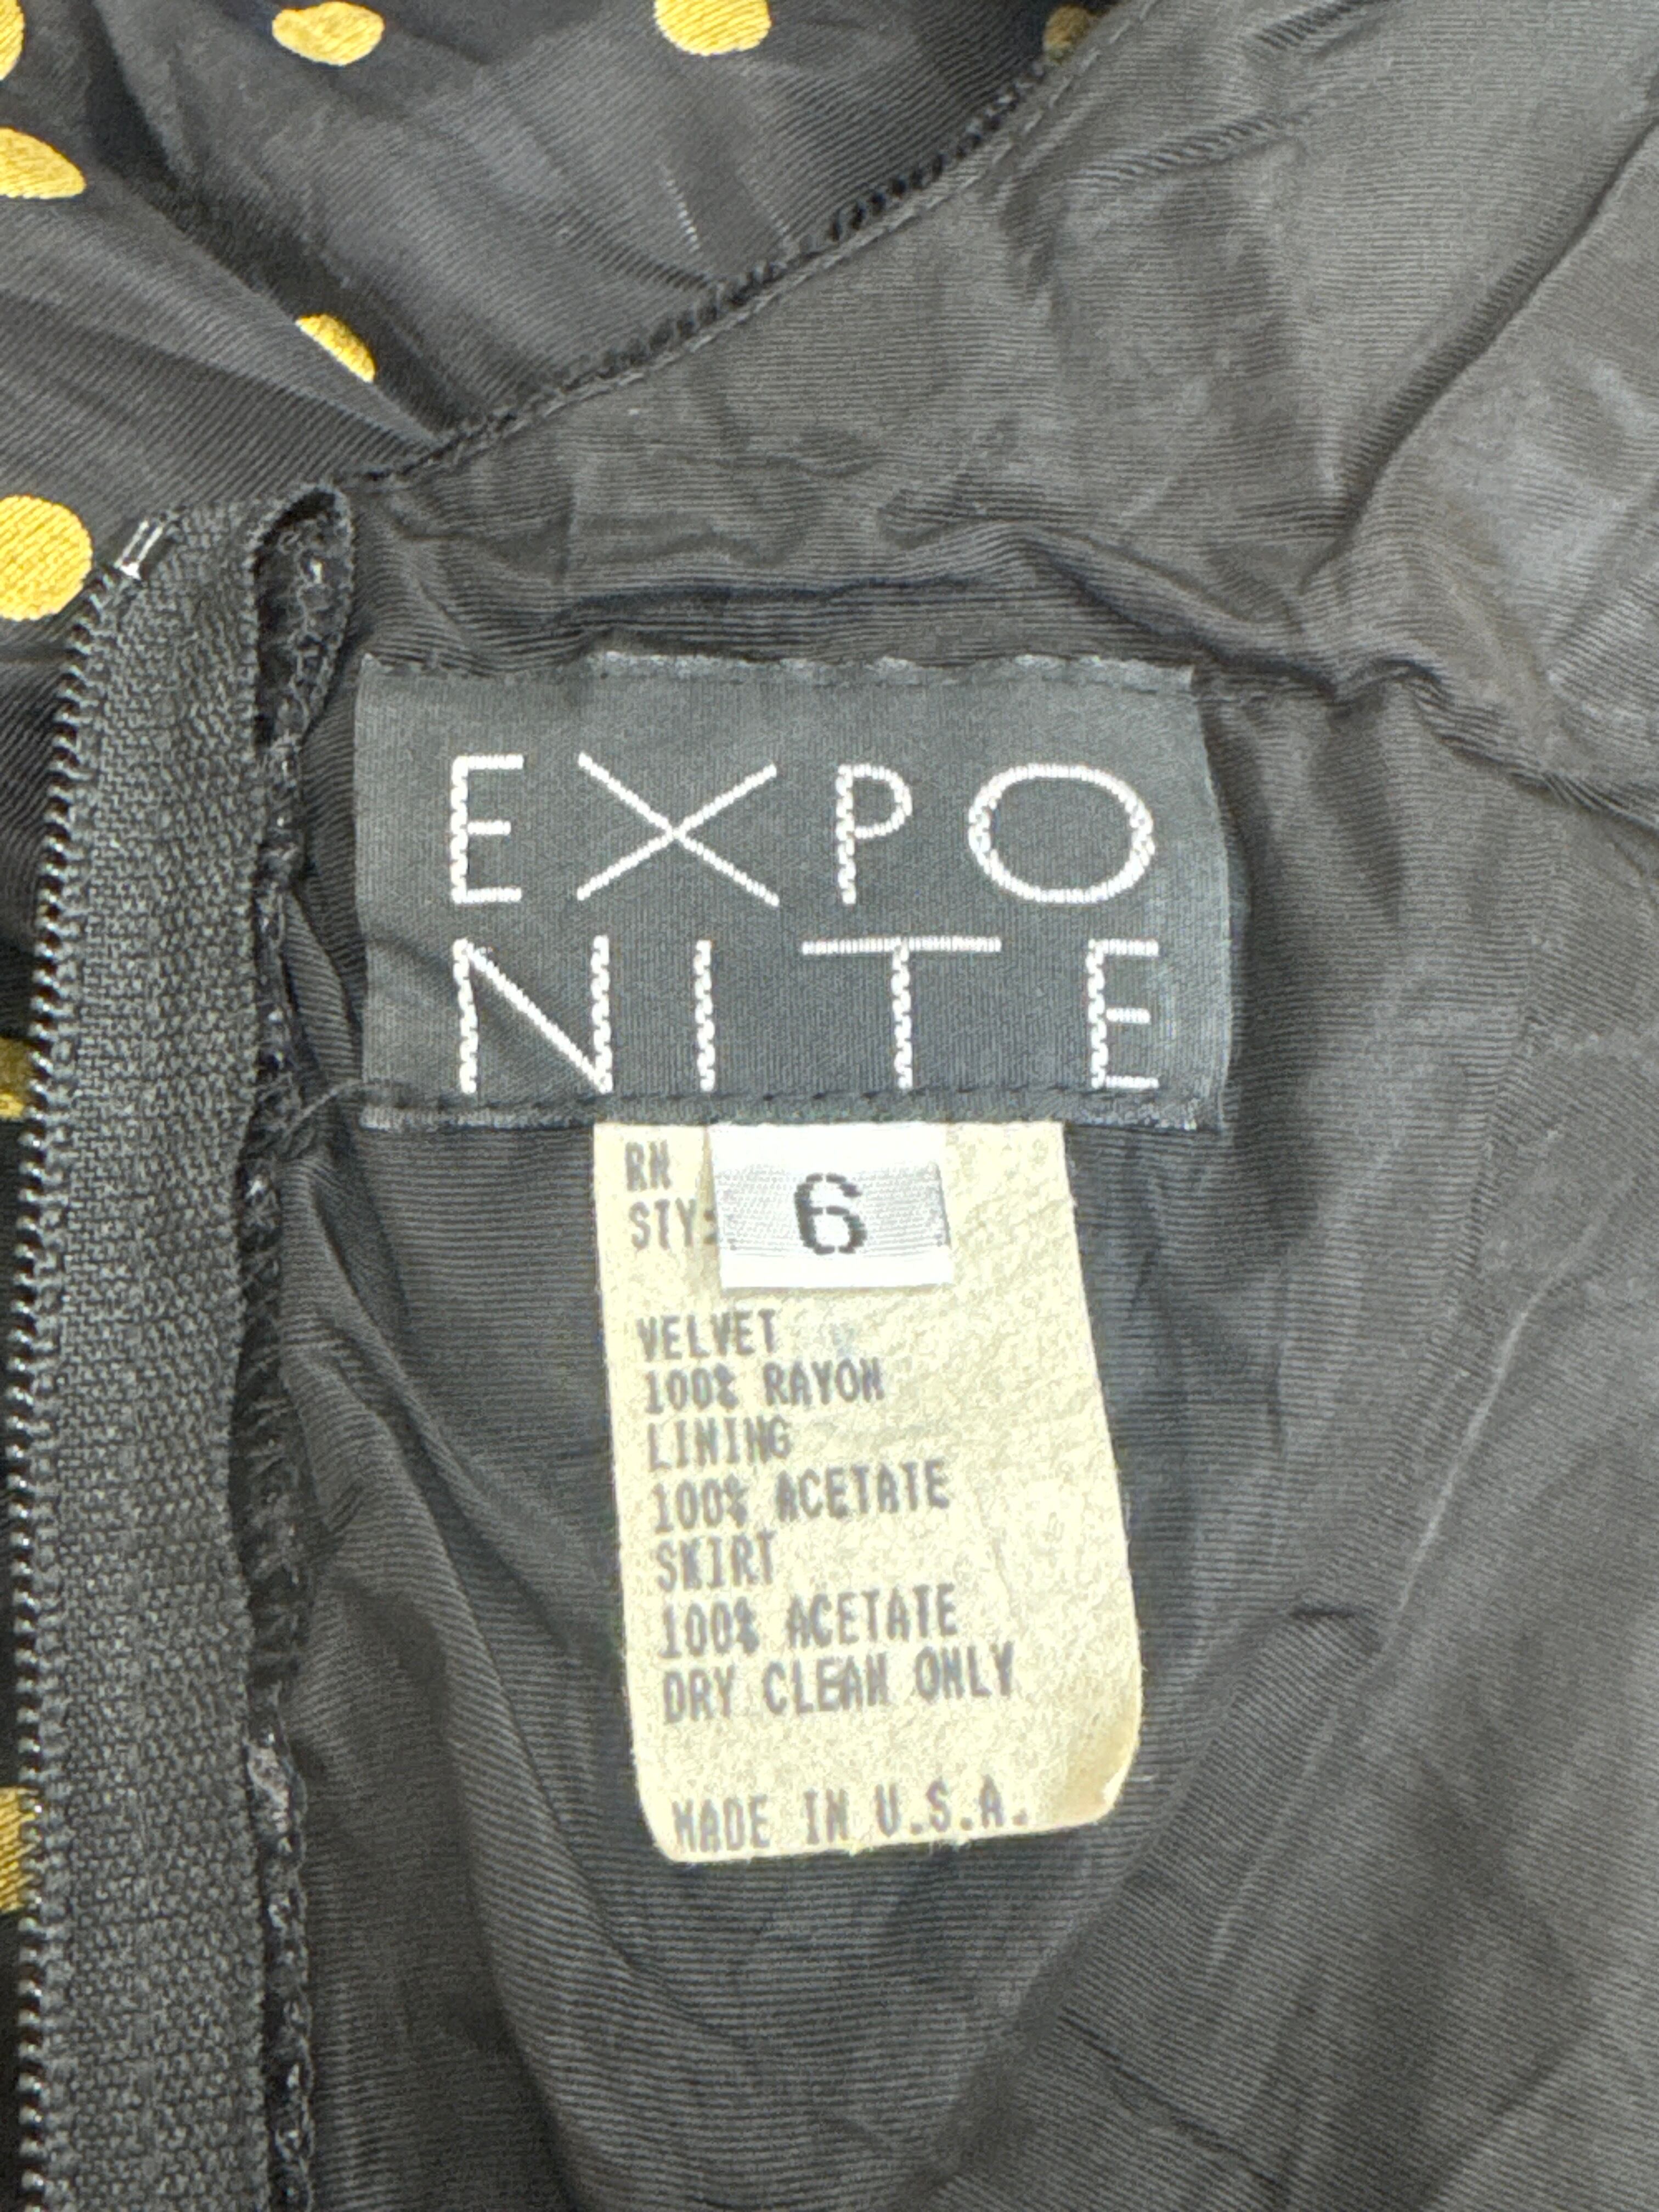 EXPO
NITE
RN
6
STY:
VELVET
100% RAYON
LINING
100% ACETATE
SKIRT
100% ACETATE
DRY CLEAN ONLY
MADE IN U.S.A.